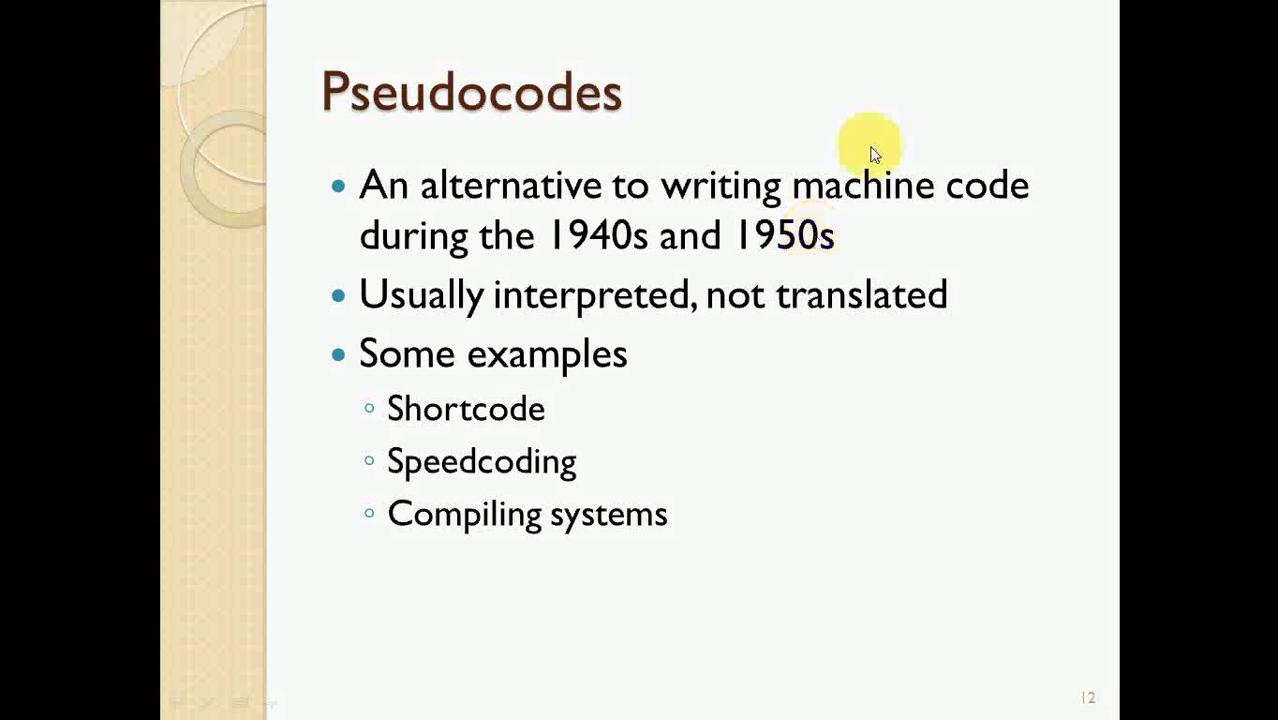 Pseudocodes
• An alternative to writing machine code
during the 1940s and 1950s
• Usually interpreted, not translated
• Some examples
◦ Shortcode
◦ Speedcoding
◦ Compiling systems
12